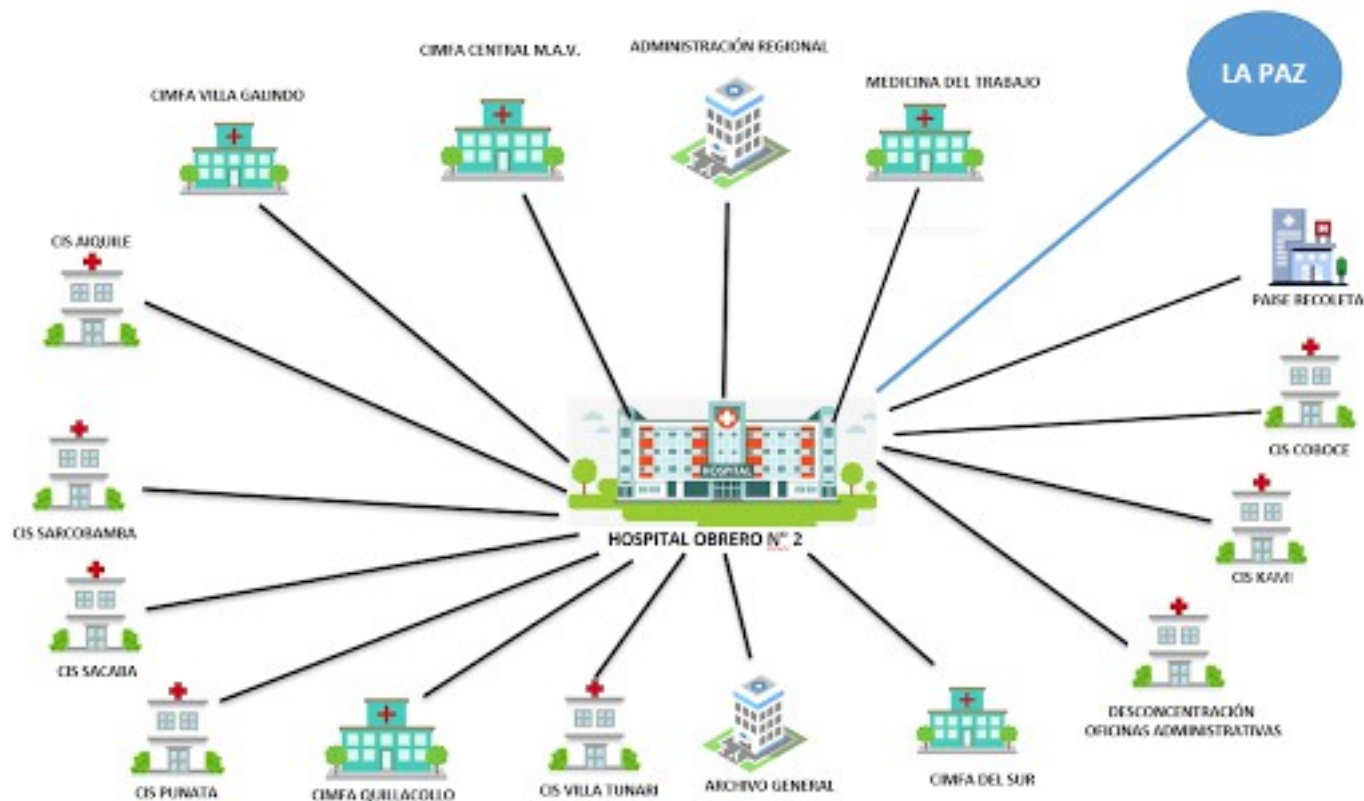 ADMINISTRACIÓN REGIONAL
CIMFA CENTRAL M.A.V.
LA PAZ
MEDICINA DEL TRABAJO
CIMFA VILLA GALINDO
CIS AIQUILE
PAISE RECOLETA
CIS COBOCE
HOSPITAL
CIS SARCOBAMBA
HOSPITAL OBRERO N° 2
CIS KAMI
CIS SACABA
DESCONCENTRACIÓN
OFICINAS ADMINISTRATIVAS
CIS PUNATA
CIMFA QUILLACOLLO
CIS VILLA TUNARI
ARCHIVO GENERAL
CIMFA DEL SUR